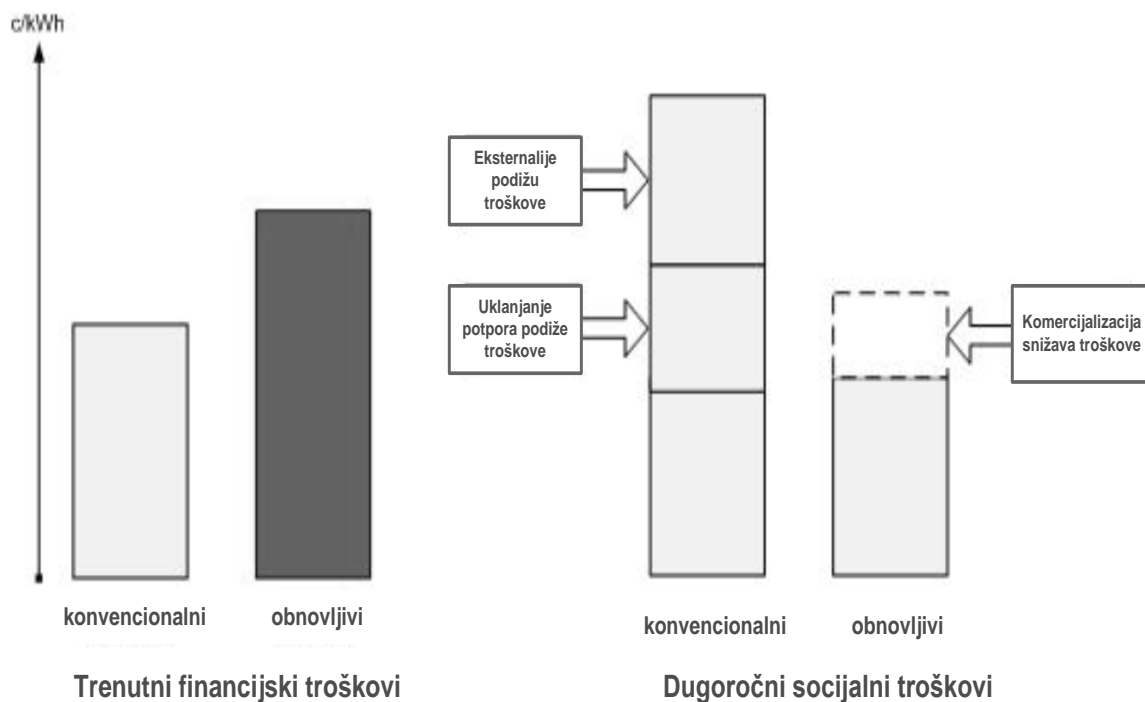 c/kWh
Eksternalije
podižu
troškove
Uklanjanje
potpora podiže
troškove
Komercijalizacija
snižava troškove
konvencionalni
obnovljivi
konvencionalni
obnovljivi
Trenutni financijski troškovi
Dugoročni socijalni troškovi